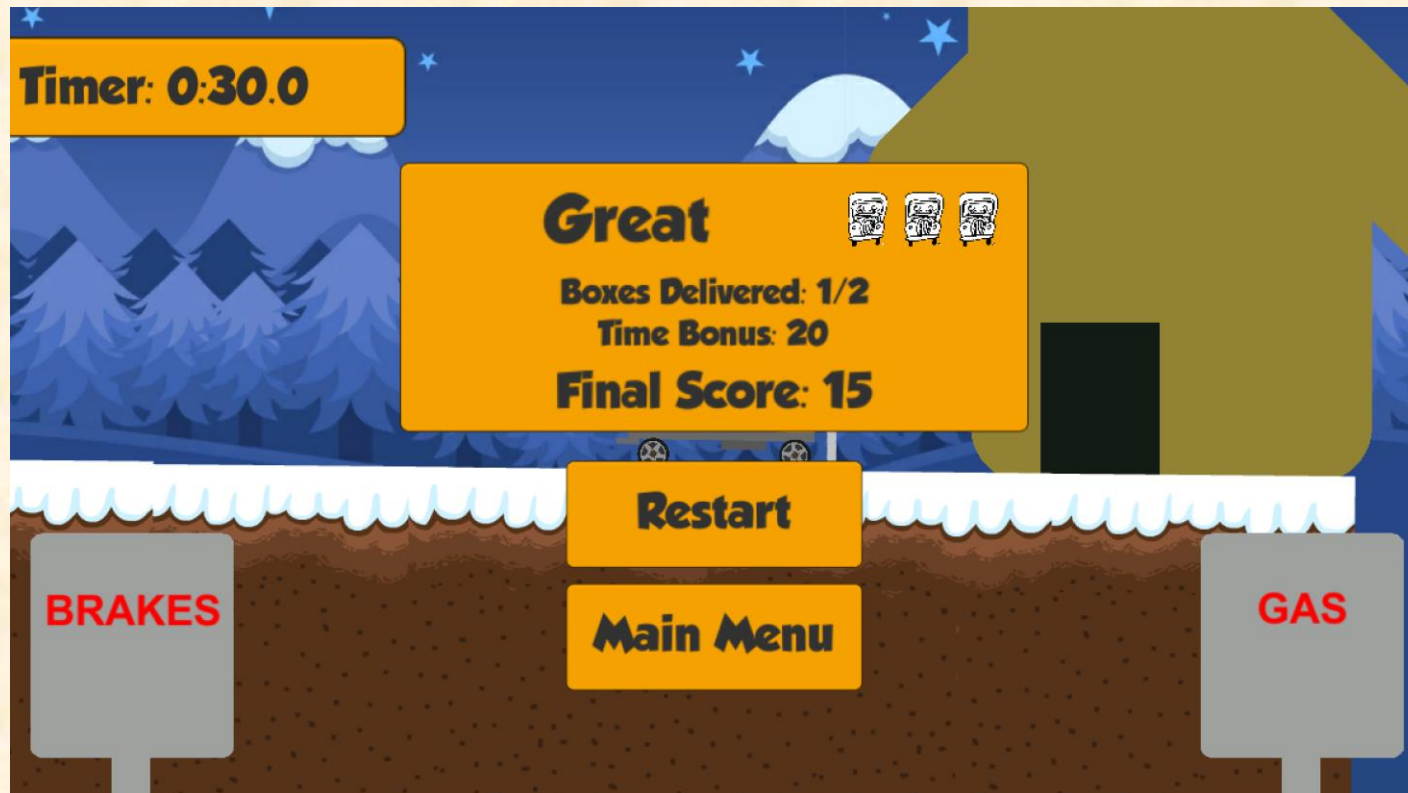 Timer: 0:30.0
Great
Boxes Delivered: 1/2
Time Bonus: 20
Final Score: 15
Restart
BRAKES
GAS
Main Menu